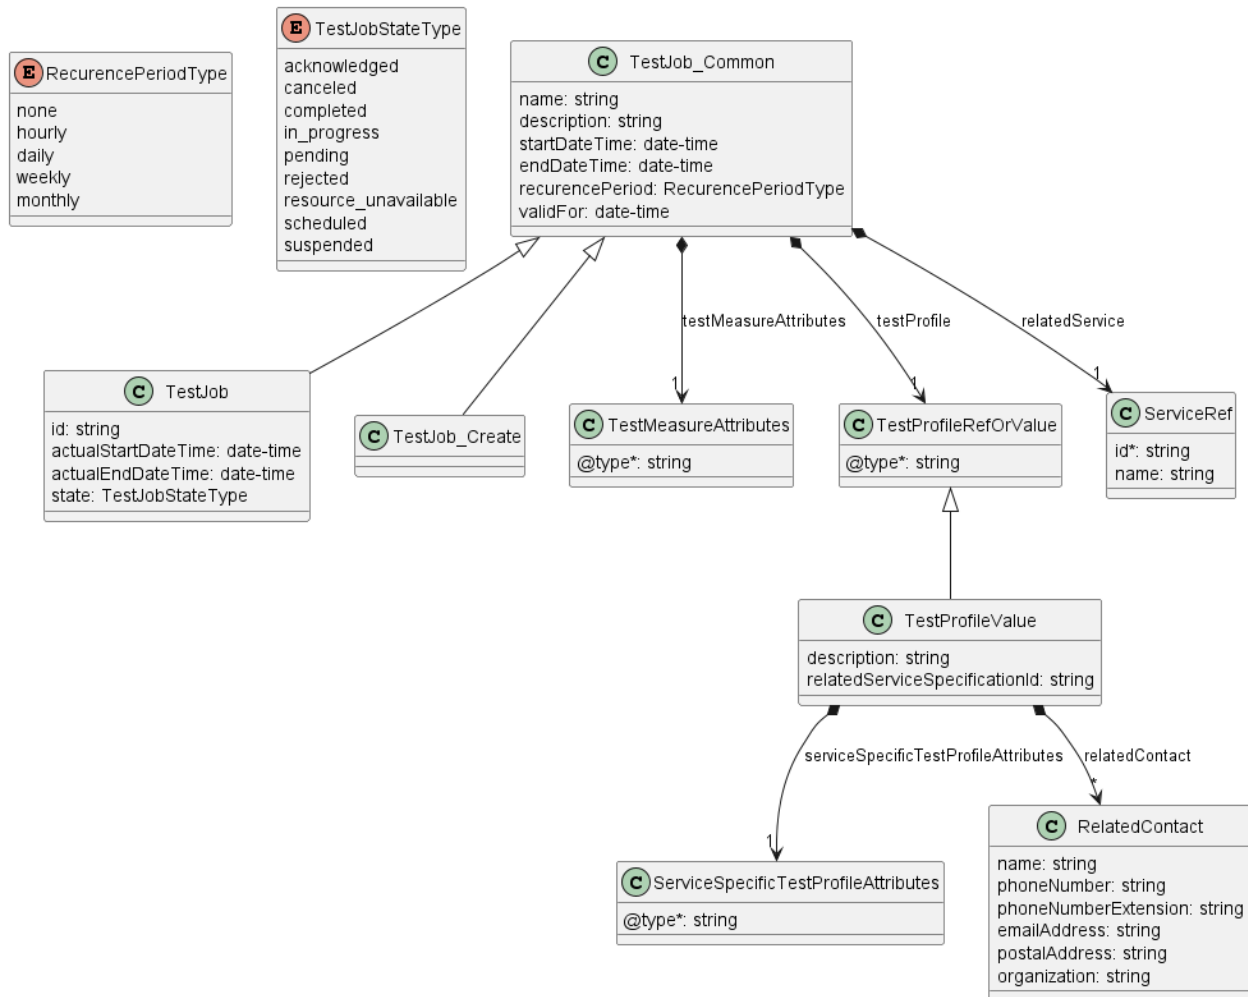 E RecurencePeriodType
none
hourly
daily
weekly
monthly
E TestJobStateType
acknowledged
canceled
completed
in_progress
pending
rejected
resource_unavailable
scheduled
suspended
C TestJob_Common
name: string
description: string
startDateTime: date-time
endDateTime: date-time
recurencePeriod: RecurencePeriodType
validFor: date-time
testMeasureAttributes
testProfile
relatedService
1
1
1
C TestJob
id: string
actualStartDateTime: date-time
actualEndDateTime: date-time
state: TestJobStateType
C TestJob_Create
C TestMeasureAttributes
@type*: string
C TestProfileRefOrValue
@type*: string
C ServiceRef
id*: string
name: string
C TestProfileValue
description: string
relatedServiceSpecificationId: string
serviceSpecificTestProfileAttributes
relatedContact
1
*
C ServiceSpecificTestProfileAttributes
@type*: string
C RelatedContact
name: string
phoneNumber: string
phoneNumberExtension: string
emailAddress: string
postalAddress: string
organization: string